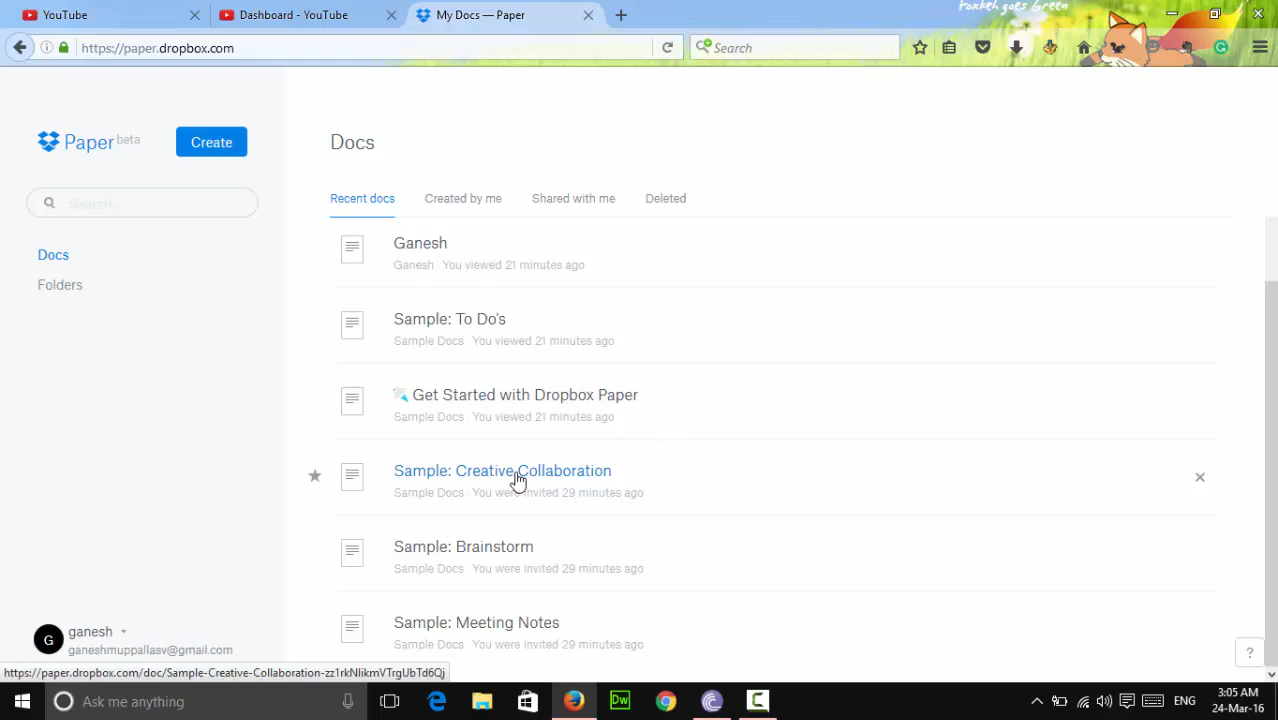 YouTube
Dashboard - YouTube
My Docs — Paper
toxkeh goes Green
https://paper.dropbox.com
Search
Paper beta
Create
Search...
Docs
Folders
Docs
Recent docs
Created by me
Shared with me
Deleted
Ganesh
Ganesh · You viewed 21 minutes ago
Sample: To Do's
Sample Docs · You viewed 21 minutes ago
Get Started with Dropbox Paper
Sample Docs · You viewed 21 minutes ago
Sample: Creative Collaboration
Sample Docs · You were invited 29 minutes ago
Sample: Brainstorm
Sample Docs · You were invited 29 minutes ago
Sample: Meeting Notes
Sample Docs · You were invited 29 minutes ago
G
ganesh
ganeshmuppallasv@gmail.com
?
https://paper.dropbox.com/doc/Sample-Creative-Collaboration-zz1rkNlikmVTrgUbTd6Qj
Ask me anything
Dw
ENG
3:05 AM
24-Mar-16